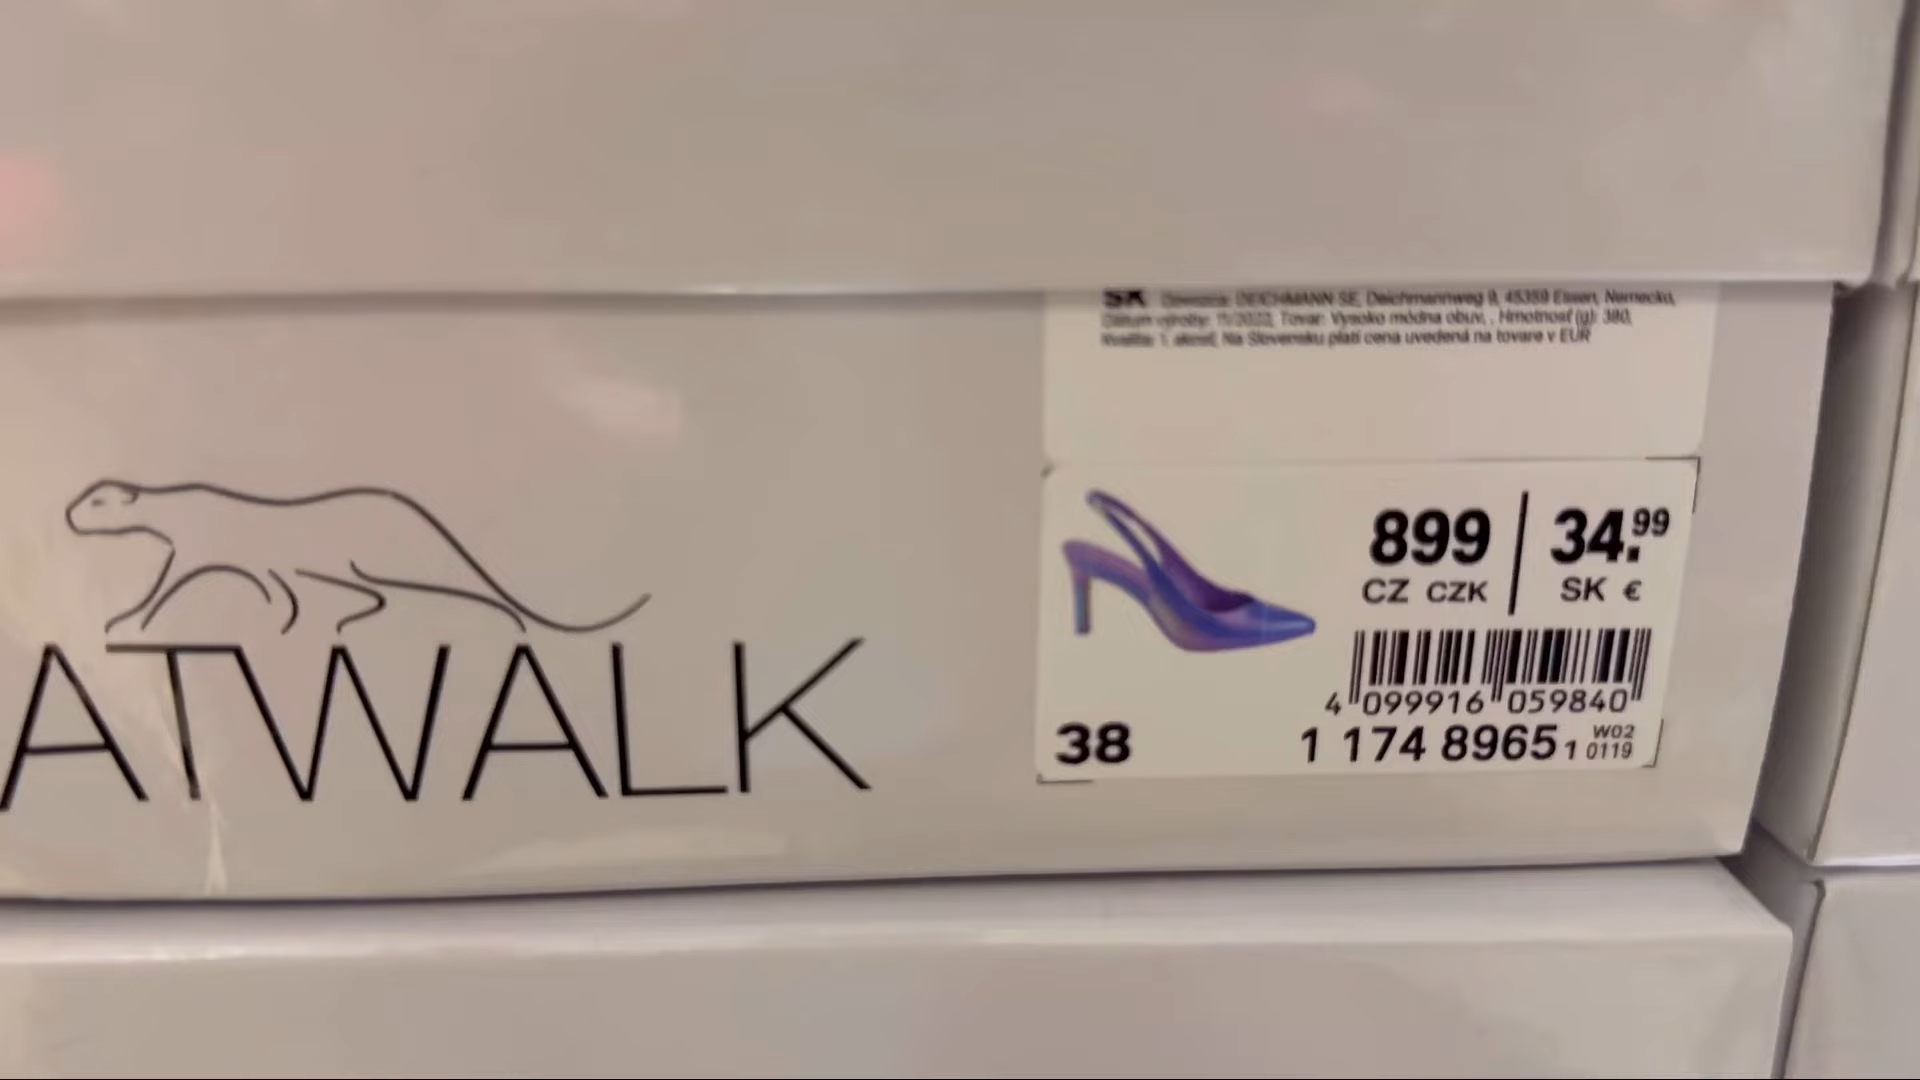 SK Dovozca: DEICHMANN SE, Deichmannweg 9, 45359 Essen, Nemecko,
Dátum výroby: 11/2022, Tovar: Vysoko módna obuv, , Hmotnosť (g): 380,
Kvalita: 1. akosť, Na Slovensku platí cena uvedená na tovare v EUR
899 34.99
CZ CZK SK €
4 099916 059840
ATWALK
38 1 174 8965 1 W02 0119